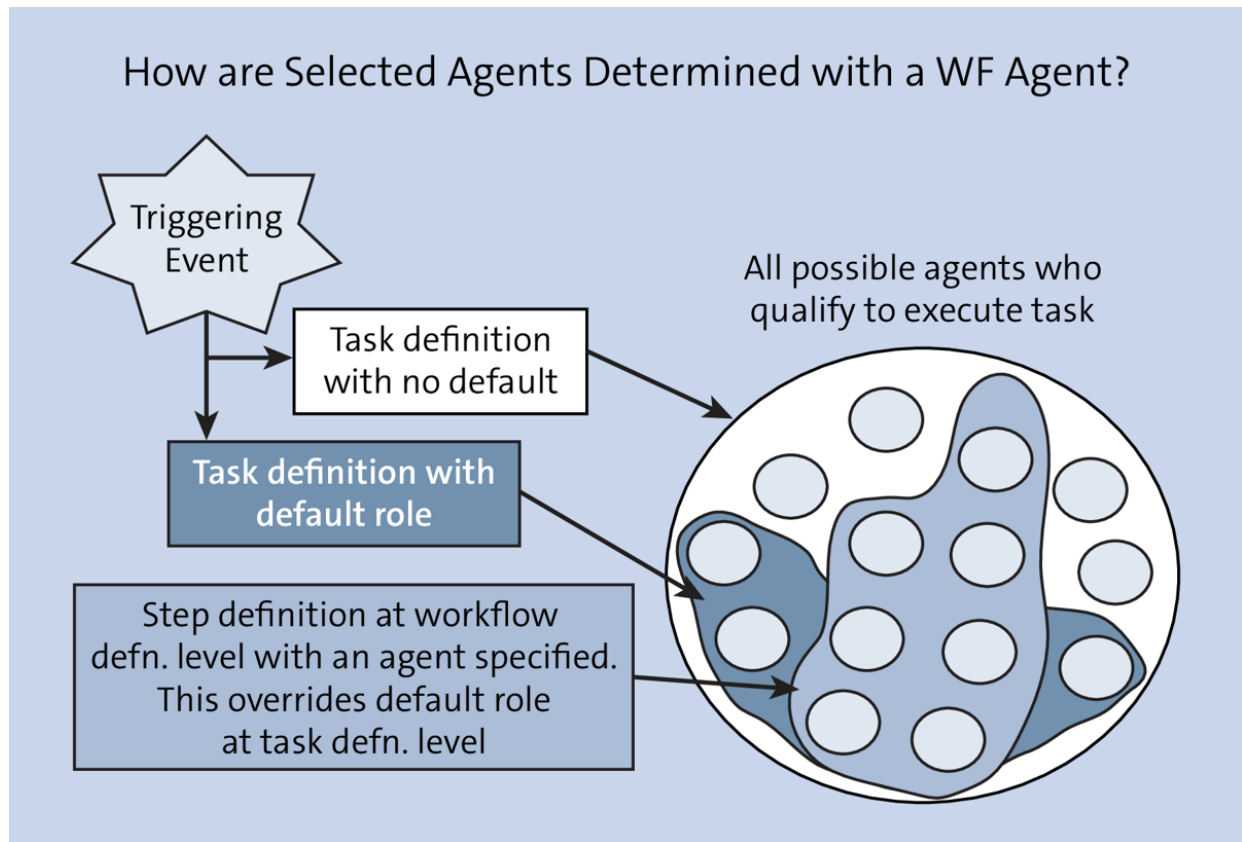 How are Selected Agents Determined with a WF Agent?
Triggering
Event
All possible agents who
qualify to execute task
Task definition
with no default
Task definition with
default role
Step definition at workflow
defn. level with an agent specified.
This overrides default role
at task defn. level